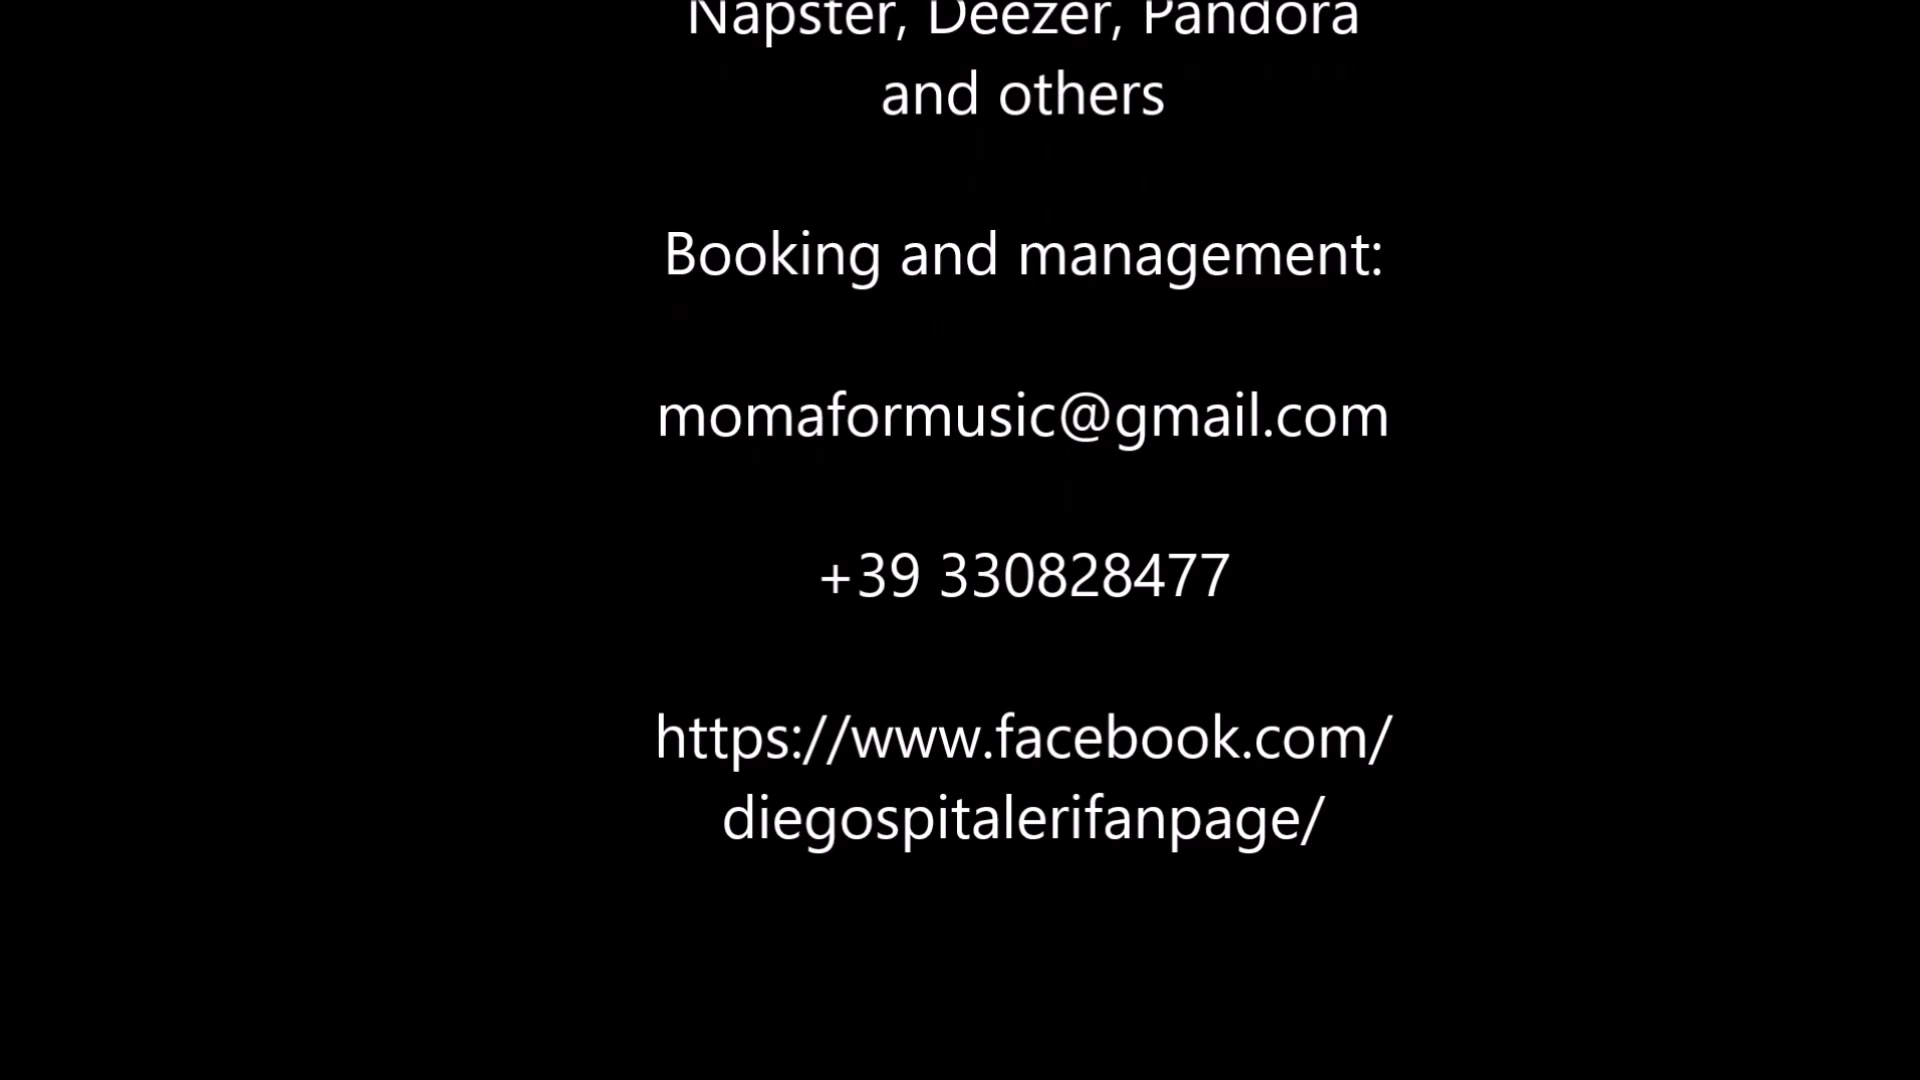 Napster, Deezer, Pandora
and others
Booking and management:
momaformusic@gmail.com
+39 330828477
https://www.facebook.com/
diegospitalerifanpage/